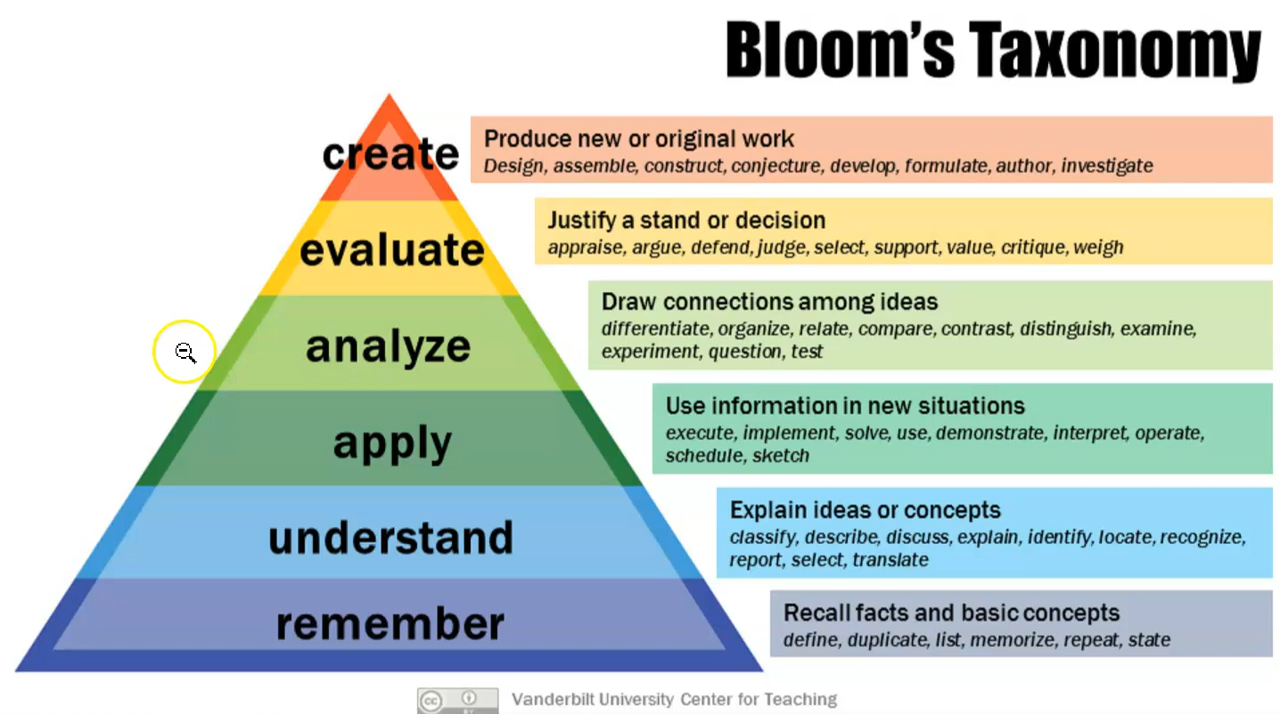 Bloom's Taxonomy
create
Produce new or original work
Design, assemble, construct, conjecture, develop, formulate, author, investigate
evaluate
Justify a stand or decision
appraise, argue, defend, judge, select, support, value, critique, weigh
analyze
Draw connections among ideas
differentiate, organize, relate, compare, contrast, distinguish, examine,
experiment, question, test
apply
Use information in new situations
execute, implement, solve, use, demonstrate, interpret, operate,
schedule, sketch
understand
Explain ideas or concepts
classify, describe, discuss, explain, identify, locate, recognize,
report, select, translate
remember
Recall facts and basic concepts
define, duplicate, list, memorize, repeat, state
cc BY Vanderbilt University Center for Teaching